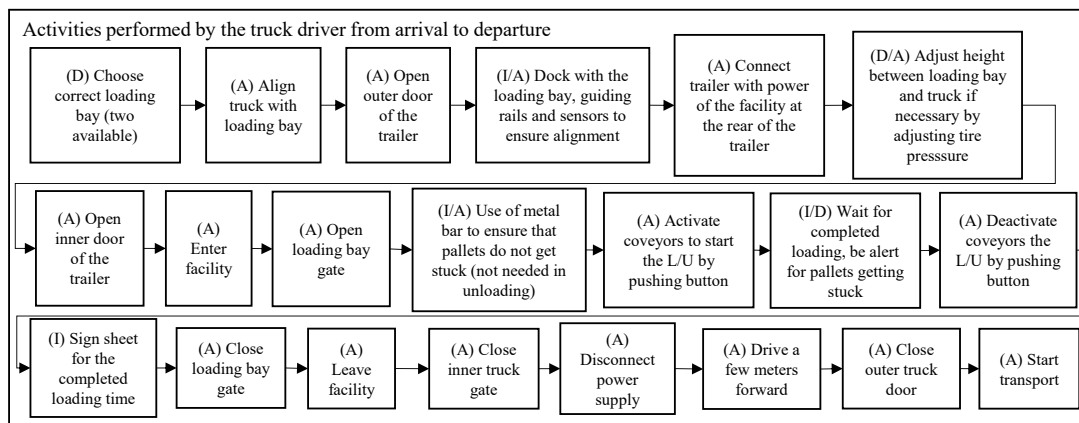 Activities performed by the truck driver from arrival to departure
(D) Choose
correct loading
bay (two
available)
(A) Align
truck with
loading bay
(A) Open
outer door
of the trailer
(I/A) Dock with the
loading bay, guiding
rails and sensors to
ensure alignment
(A) Connect
trailer with power
of the facility at
the rear of the
trailer
(D/A) Adjust height
between loading bay
and truck if
necessary by
adjusting tire
presssure
(A) Open
inner door
of the trailer
(A)
Enter
facility
(A) Open
loading bay
gate
(I/A) Use of metal
bar to ensure that
pallets do not get
stuck (not needed in
unloading)
(A) Activate
coveyors to start
the L/U by
pushing button
(I/D) Wait for
completed
loading, be alert
for pallets getting
stuck
(A) Deactivate
coveyors the
L/U by pushing
button
(I) Sign sheet
for the
completed
loading time
(A) Close
loading bay
gate
(A)
Leave
facility
(A) Close
inner truck
gate
(A)
Disconnect
power
supply
(A) Drive a
few meters
forward
(A) Close
outer truck
door
(A) Start
transport